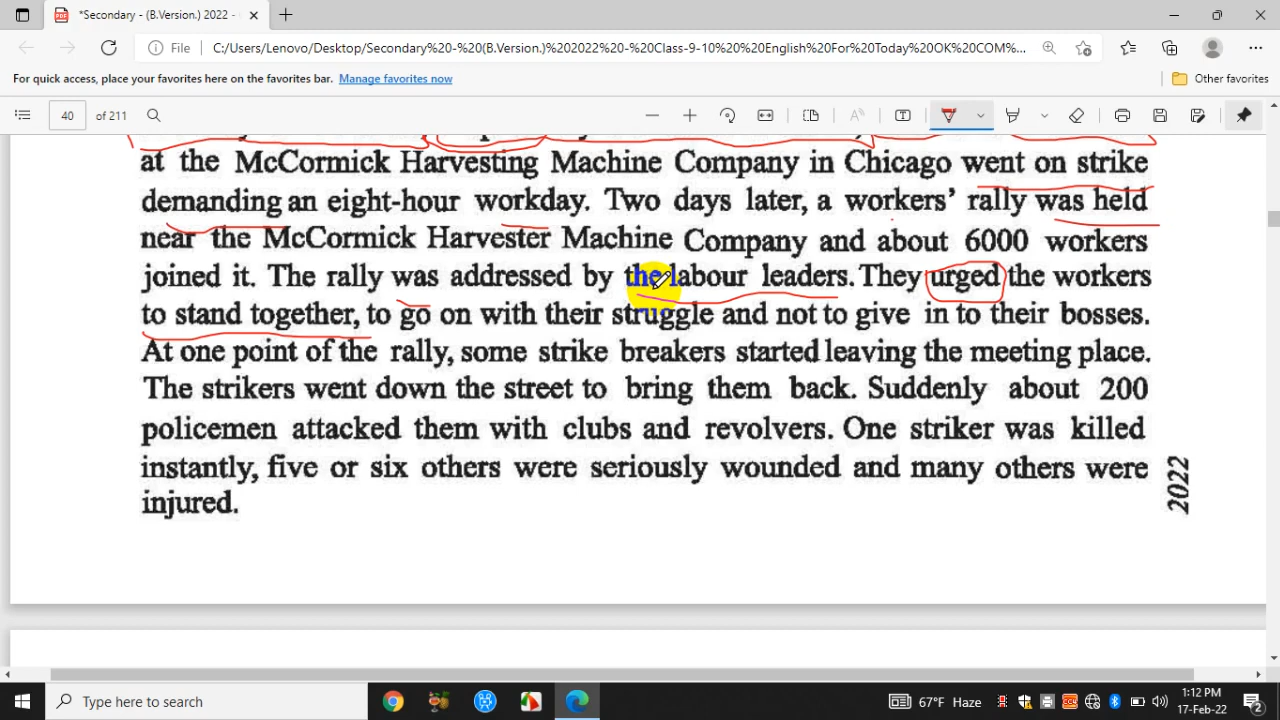 *Secondary - (B.Version.) 2022 -
File C:/Users/Lenovo/Desktop/Secondary%20-%20(B.Version.)%202022%20-%20Class-9-10%20%20English%20For%20Today%20OK%20COM%...
For quick access, place your favorites here on the favorites bar. Manage favorites now
Other favorites
40 of 211
at the McCormick Harvesting Machine Company in Chicago went on strike
demanding an eight-hour workday. Two days later, a workers' rally was held
near the McCormick Harvester Machine Company and about 6000 workers
joined it. The rally was addressed by the labour leaders. They urged the workers
to stand together, to go on with their struggle and not to give in to their bosses.
At one point of the rally, some strike breakers started leaving the meeting place.
The strikers went down the street to bring them back. Suddenly about 200
policemen attacked them with clubs and revolvers. One striker was killed
instantly, five or six others were seriously wounded and many others were
injured.
2022
Type here to search
67°F Haze
1:12 PM
17-Feb-22
2